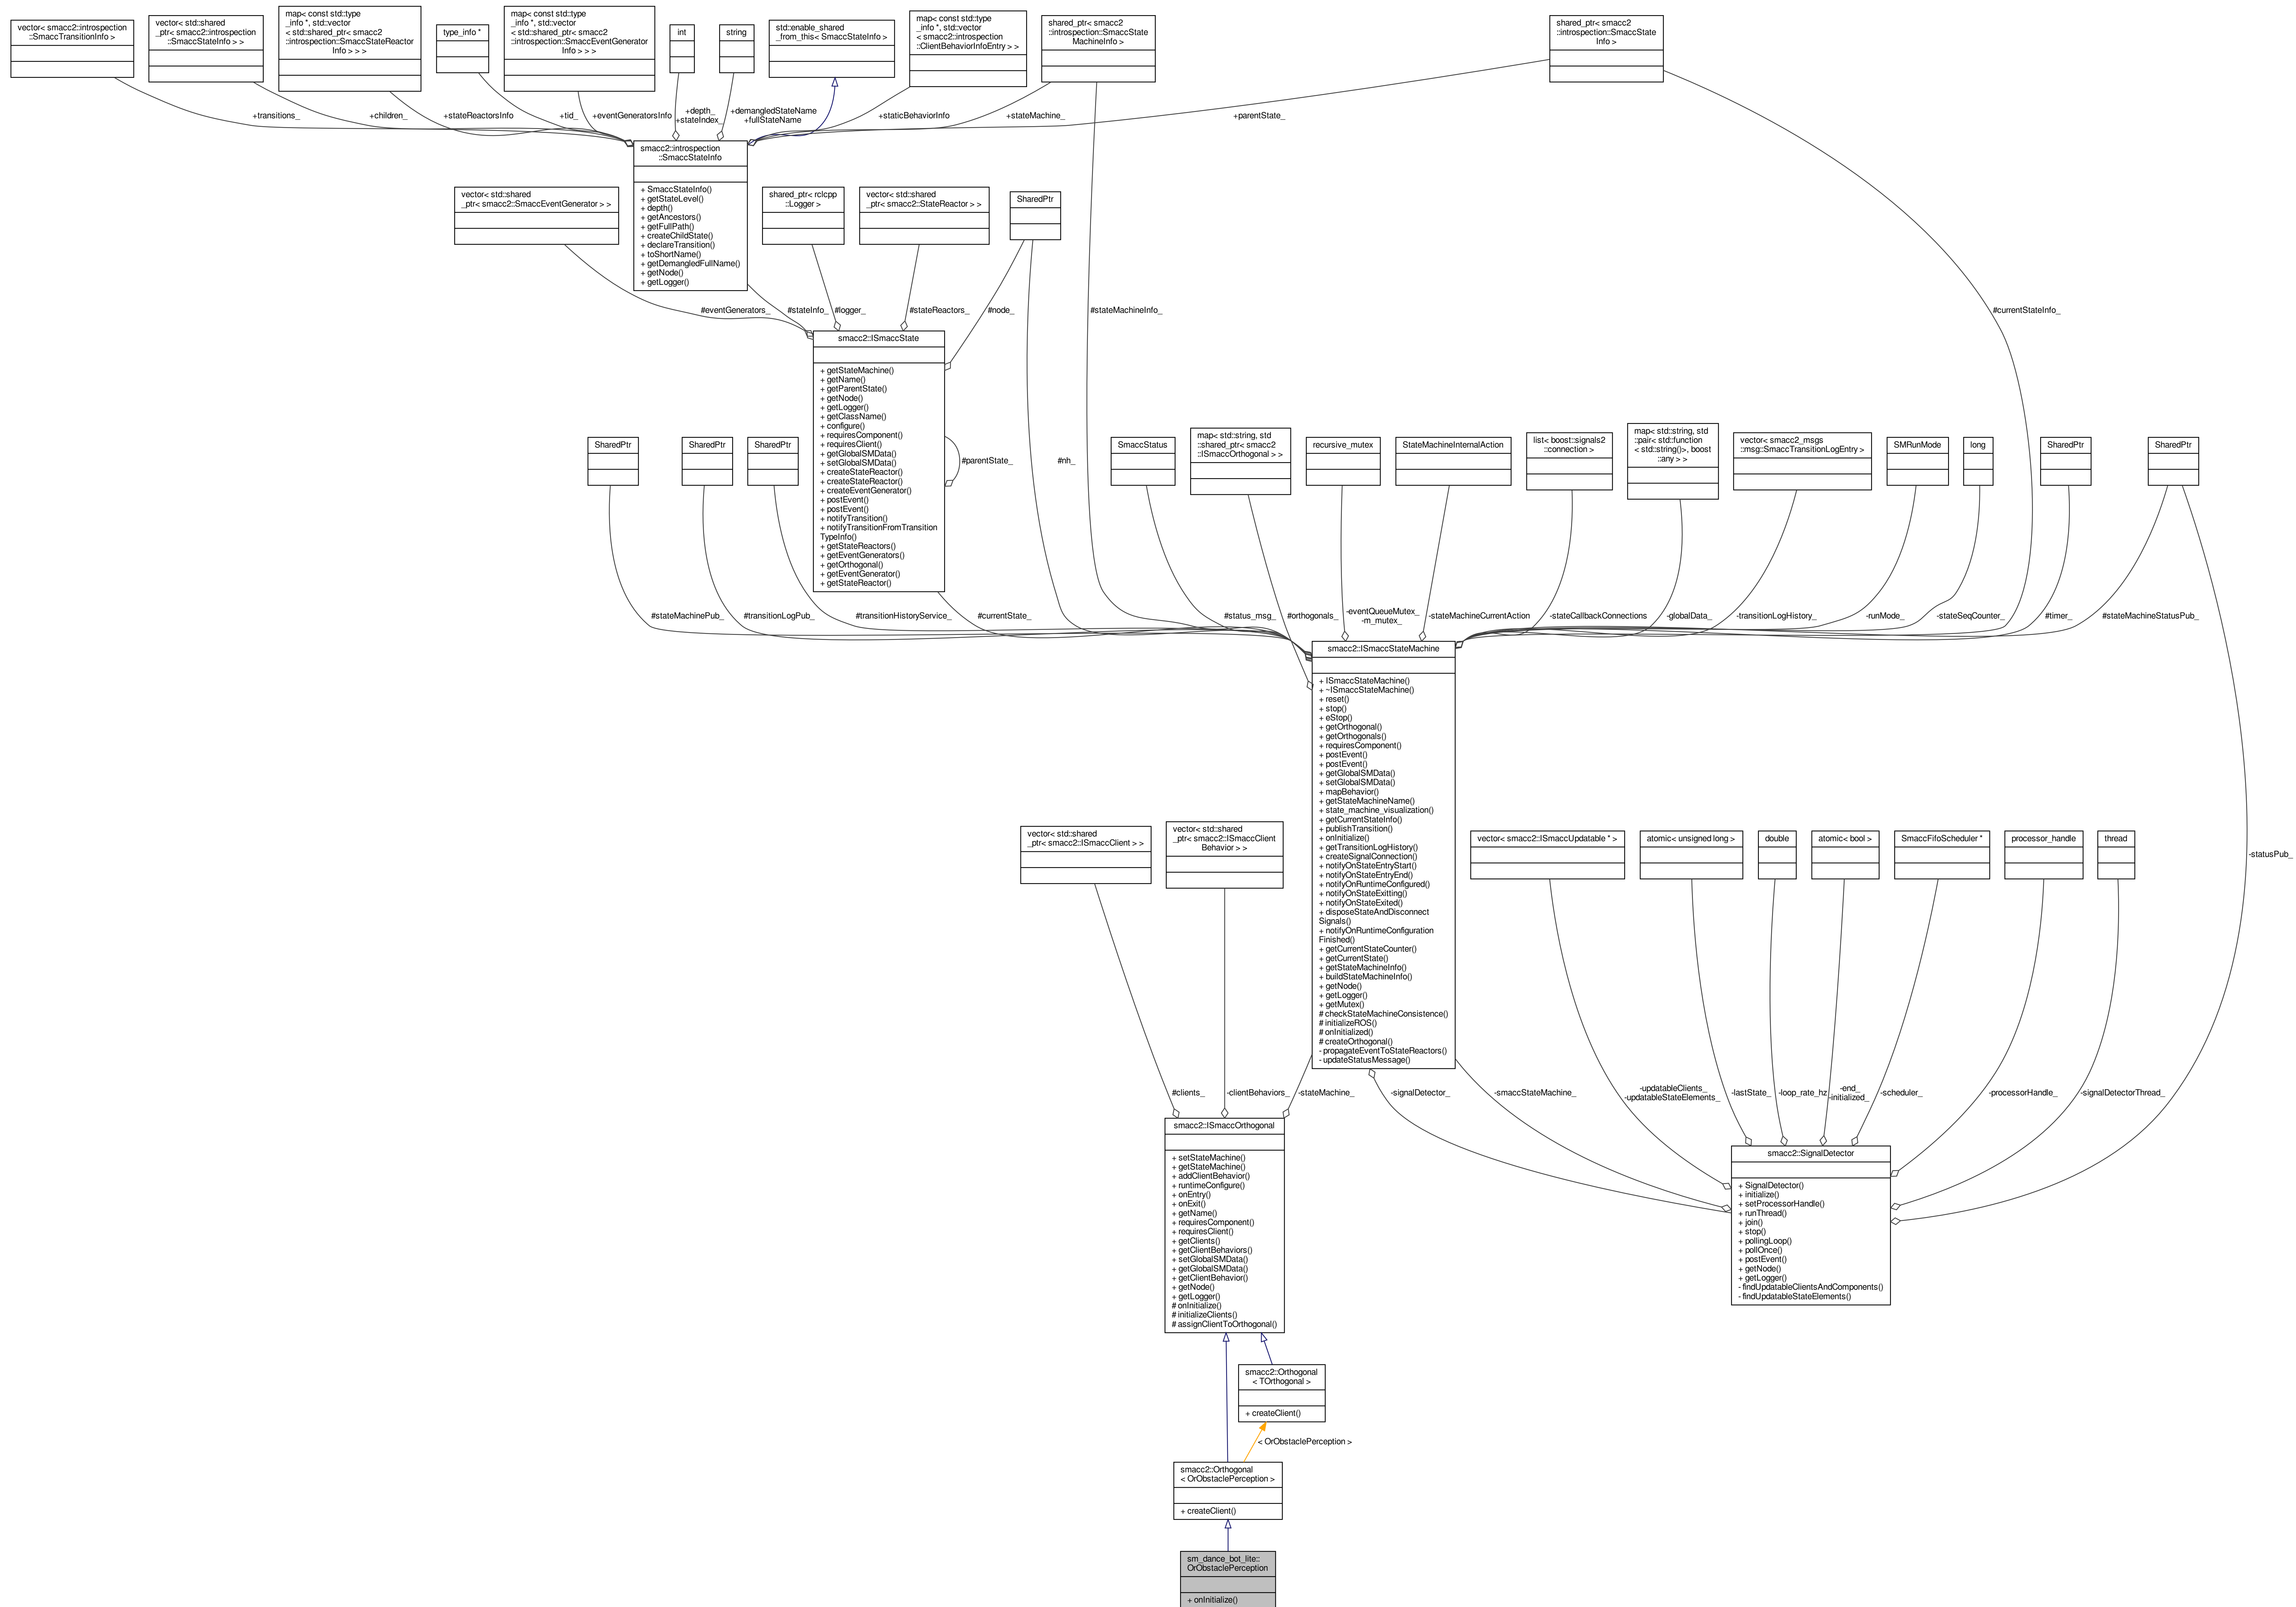 vector< smacc2::introspection
::SmaccTransitionInfo >
vector< std::shared
_ptr< smacc2::introspection
::SmaccStateInfo > >
map< const std::type
_info *, std::vector
< std::shared_ptr< smacc2
::introspection::SmaccStateReactor
Info > > >
type_info *
map< const std::type
_info *, std::vector
< std::shared_ptr< smacc2
::introspection::SmaccEventGenerator
Info > > >
int
string
std::enable_shared
_from_this< SmaccStateInfo >
map< const std::type
_info *, std::vector
< smacc2::introspection
::ClientBehaviorInfoEntry > >
shared_ptr< smacc2
::introspection::SmaccState
MachineInfo >
shared_ptr< smacc2
::introspection::SmaccState
Info >
+transitions_
+children_
+stateReactorsInfo
+tid_
+eventGeneratorsInfo
+depth_
+stateIndex_
+demangledStateName
+fullStateName
+staticBehaviorInfo
+stateMachine_
+parentState_
smacc2::introspection
::SmaccStateInfo
+ SmaccStateInfo()
+ getStateLevel()
+ depth()
+ getAncestors()
+ getFullPath()
+ createChildState()
+ declareTransition()
+ toShortName()
+ getDemangledFullName()
+ getNode()
+ getLogger()
vector< std::shared
_ptr< smacc2::SmaccEventGenerator > >
shared_ptr< rclcpp
::Logger >
vector< std::shared
_ptr< smacc2::StateReactor > >
SharedPtr
#eventGenerators_
#stateInfo_
#logger_
#stateReactors_
#node_
#stateMachineInfo_
#currentStateInfo_
smacc2::ISmaccState
+ getStateMachine()
+ getName()
+ getParentState()
+ getNode()
+ getLogger()
+ getClassName()
+ configure()
+ requiresComponent()
+ requiresClient()
+ getGlobalSMData()
+ setGlobalSMData()
+ createStateReactor()
+ createStateReactor()
+ createEventGenerator()
+ postEvent()
+ postEvent()
+ notifyTransition()
+ notifyTransitionFromTransition
TypeInfo()
+ getStateReactors()
+ getEventGenerators()
+ getOrthogonal()
+ getEventGenerator()
+ getStateReactor()
#parentState_
#nh_
SharedPtr
SharedPtr
SharedPtr
SmaccStatus
map< std::string, std
::shared_ptr< smacc2
::ISmaccOrthogonal > >
recursive_mutex
StateMachineInternalAction
list< boost::signals2
::connection >
map< std::string, std
::pair< std::function
< std::string()>, boost
::any > >
vector< smacc2_msgs
::msg::SmaccTransitionLogEntry >
SMRunMode
long
SharedPtr
SharedPtr
#stateMachinePub_
#transitionLogPub_
#transitionHistoryService_
#currentState_
#status_msg_
#orthogonals_
-eventQueueMutex_
-m_mutex_
-stateMachineCurrentAction
-stateCallbackConnections
-globalData_
-transitionLogHistory_
-runMode_
-stateSeqCounter_
#timer_
#stateMachineStatusPub_
smacc2::ISmaccStateMachine
+ ISmaccStateMachine()
+ ~ISmaccStateMachine()
+ reset()
+ stop()
+ eStop()
+ getOrthogonal()
+ getOrthogonals()
+ requiresComponent()
+ postEvent()
+ postEvent()
+ getGlobalSMData()
+ setGlobalSMData()
+ mapBehavior()
+ getStateMachineName()
+ state_machine_visualization()
+ getCurrentStateInfo()
+ publishTransition()
+ onInitialize()
+ getTransitionLogHistory()
+ createSignalConnection()
+ notifyOnStateEntryStart()
+ notifyOnStateEntryEnd()
+ notifyOnRuntimeConfigured()
+ notifyOnStateExitting()
+ notifyOnStateExited()
+ disposeStateAndDisconnect
Signals()
+ notifyOnRuntimeConfiguration
Finished()
+ getCurrentStateCounter()
+ getCurrentState()
+ getStateMachineInfo()
+ buildStateMachineInfo()
+ getNode()
+ getLogger()
+ getMutex()
# checkStateMachineConsistence()
# initializeROS()
# onInitialized()
# createOrthogonal()
- propagateEventToStateReactors()
- updateStatusMessage()
vector< std::shared
_ptr< smacc2::ISmaccClient > >
vector< std::shared
_ptr< smacc2::ISmaccClient
Behavior > >
vector< smacc2::ISmaccUpdatable * >
atomic< unsigned long >
double
atomic< bool >
SmaccFifoScheduler *
processor_handle
thread
-statusPub_
#clients_
-clientBehaviors_
-stateMachine_
-signalDetector_
-smaccStateMachine_
-updatableClients_
-updatableStateElements_
-lastState_
-loop_rate_hz
-end_
-initialized_
-scheduler_
-processorHandle_
-signalDetectorThread_
smacc2::ISmaccOrthogonal
+ setStateMachine()
+ getStateMachine()
+ addClientBehavior()
+ runtimeConfigure()
+ onEntry()
+ onExit()
+ getName()
+ requiresComponent()
+ requiresClient()
+ getClients()
+ getClientBehaviors()
+ setGlobalSMData()
+ getGlobalSMData()
+ getClientBehavior()
+ getNode()
+ getLogger()
# onInitialize()
# initializeClients()
# assignClientToOrthogonal()
smacc2::SignalDetector
+ SignalDetector()
+ initialize()
+ setProcessorHandle()
+ runThread()
+ join()
+ stop()
+ pollingLoop()
+ pollOnce()
+ postEvent()
+ getNode()
+ getLogger()
- findUpdatableClientsAndComponents()
- findUpdatableStateElements()
smacc2::Orthogonal
< TOrthogonal >
+ createClient()
< OrObstaclePerception >
smacc2::Orthogonal
< OrObstaclePerception >
+ createClient()
sm_dance_bot_lite::
OrObstaclePerception
+ onInitialize()